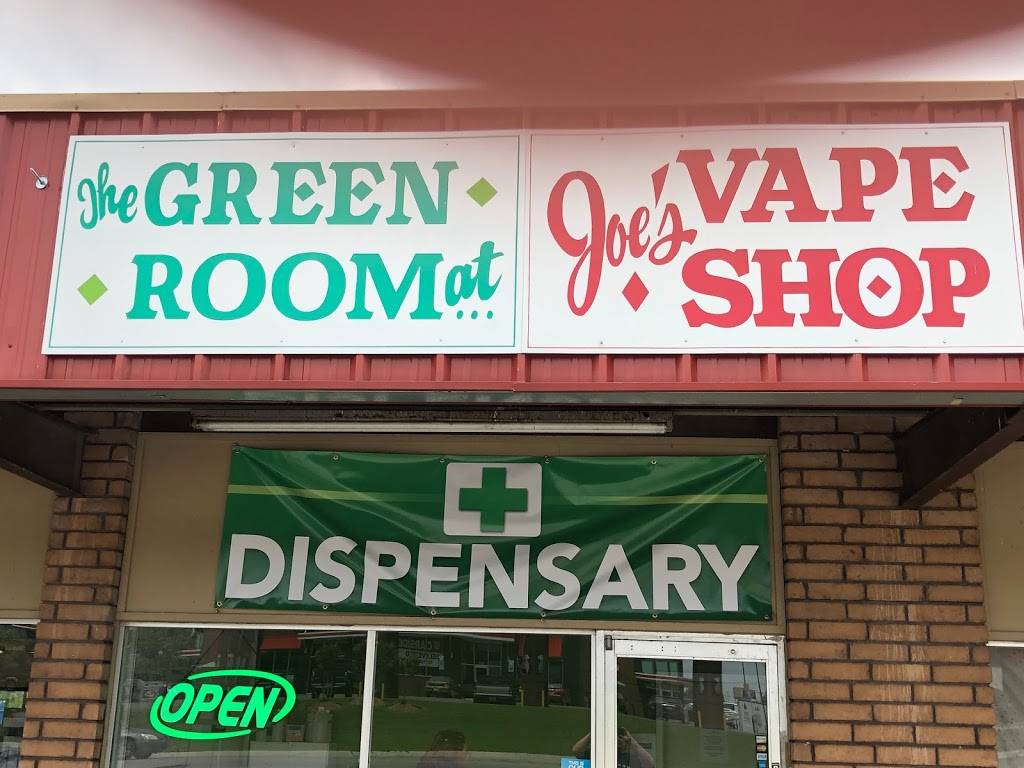 The GREEN
ROOM at...
Joe's VAPE
SHOP
DISPENSARY
OPEN